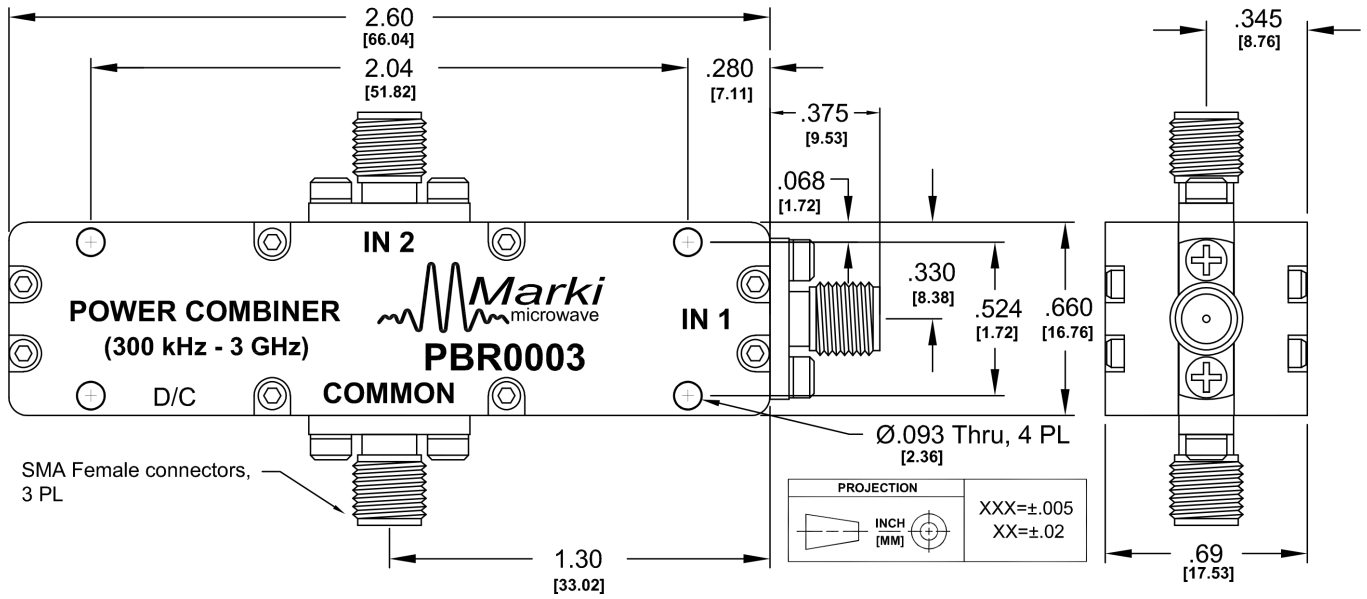 2.60
[66.04]
2.04
[51.82]
.280
[7.11]
.375
[9.53]
.345
[8.76]
.068
[1.72]
IN 2
.330
[8.38]
.524
[1.72]
.660
[16.76]
Marki
microwave
IN 1
POWER COMBINER
(300 kHz - 3 GHz)
PBR0003
D/C
COMMON
Ø.093 Thru, 4 PL
[2.36]
SMA Female connectors,
3 PL
PROJECTION
INCH
[MM]
XXX=±.005
XX=±.02
1.30
[33.02]
.69
[17.53]